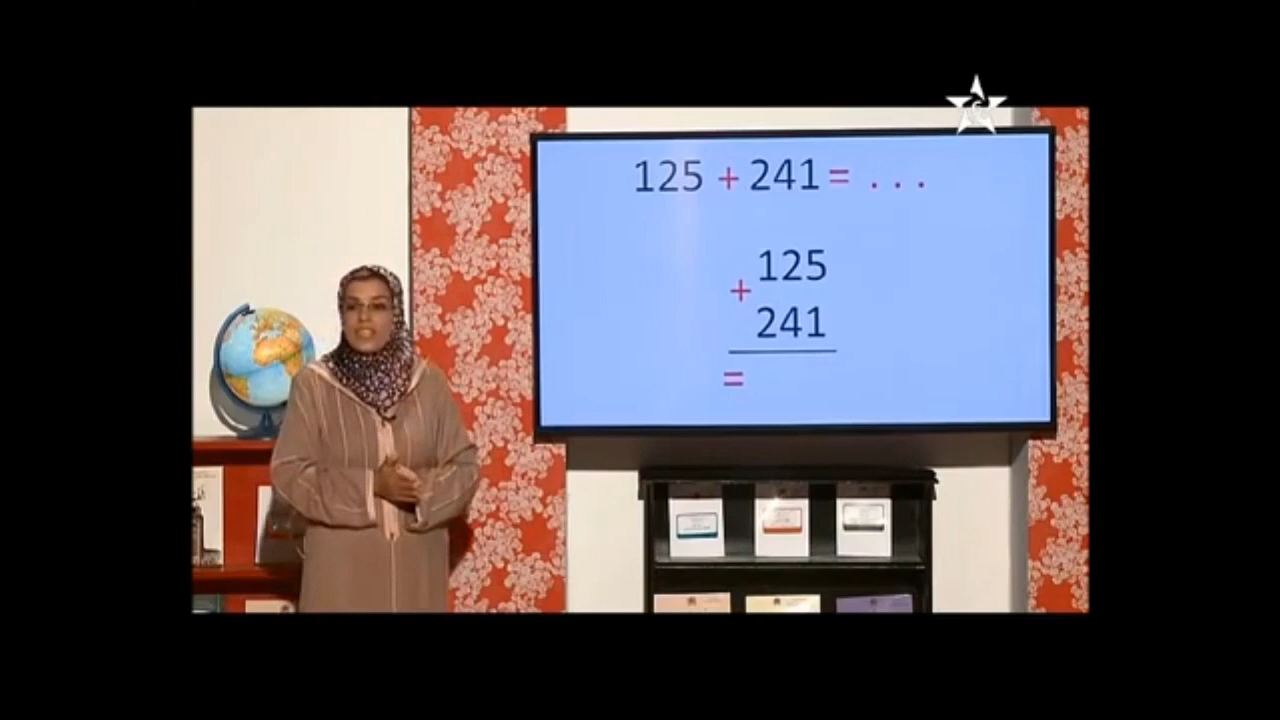 125 + 241 = . . .
125
+
241
=